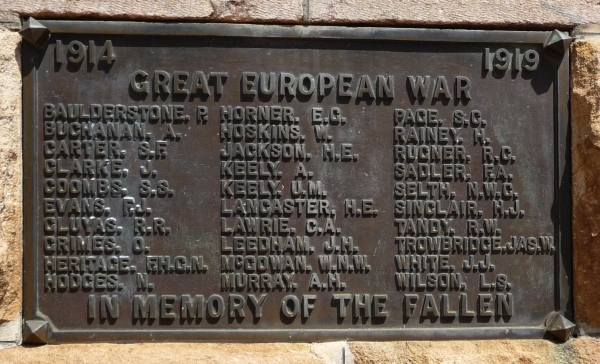 1914 1919
GREAT EUROPEAN WAR
BAULDERSTONE, P. HORNER, E.G. PAGE, S.G.
BUCHANAN, A. HOSKINS, W. RAINEY, H.
CARTER, S.F. JACKSON, H.E. RUGNER, R.C.
CLARKE, J. KEELY, A. SADLER, F.A.
COOMBS, S.S. KEELY, U.M. SELTH, N.W.G.
EVANS, P.J. LANCASTER, H.E. SINCLAIR, H.J.
GLUYAS, R.R. LAWRIE, C.A. TANDY, R.W.
GRIMES, O. LEEDHAM, J.H. TROWBRIDGE, JAS.W.
HERITAGE, F.H.G.N. McGOWAN, W.N.W. WHITE, J.J.
HODGES, N. MURRAY, A.H. WILSON, L.S.
IN MEMORY OF THE FALLEN